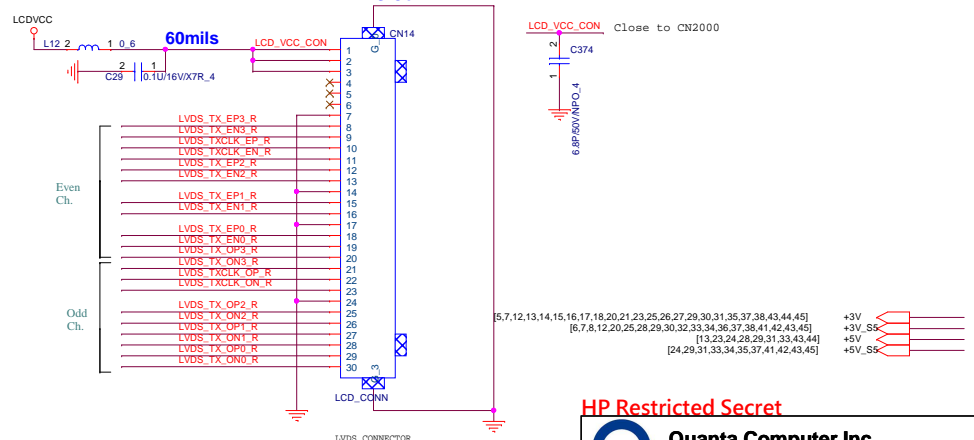 LCDVCC
L12 2 1 0_6
60mils
LCD_VCC_CON
2 1
C29 0.1U/16V/X7R_4
CN14
G_
1
2
3
4
5
6
7
8
9
10
11
12
13
14
15
16
17
18
19
20
21
22
23
24
25
26
27
28
29
30
G_3
LCD_CONN
LVDS_TX_EP3_R
LVDS_TX_EN3_R
LVDS_TXCLK_EP_R
LVDS_TXCLK_EN_R
LVDS_TX_EP2_R
LVDS_TX_EN2_R
LVDS_TX_EP1_R
LVDS_TX_EN1_R
LVDS_TX_EP0_R
LVDS_TX_EN0_R
LVDS_TX_OP3_R
LVDS_TX_ON3_R
LVDS_TXCLK_OP_R
LVDS_TXCLK_ON_R
LVDS_TX_OP2_R
LVDS_TX_ON2_R
LVDS_TX_OP1_R
LVDS_TX_ON1_R
LVDS_TX_OP0_R
LVDS_TX_ON0_R
Even
Ch.
Odd
Ch.
LCD_VCC_CON Close to CN2000
2
C374
1
6.8P/50V/NPO_4
[5,7,12,13,14,15,16,17,18,20,21,23,25,26,27,29,30,31,35,37,38,43,44,45] +3V
[6,7,8,12,20,25,28,29,30,32,33,34,36,37,38,41,42,43,45] +3V_S5
[13,23,24,28,29,31,33,43,44] +5V
[24,29,31,33,34,35,37,41,42,43,45] +5V_S5
HP Restricted Secret
Quanta Computer Inc
LVDS CONNECTOR